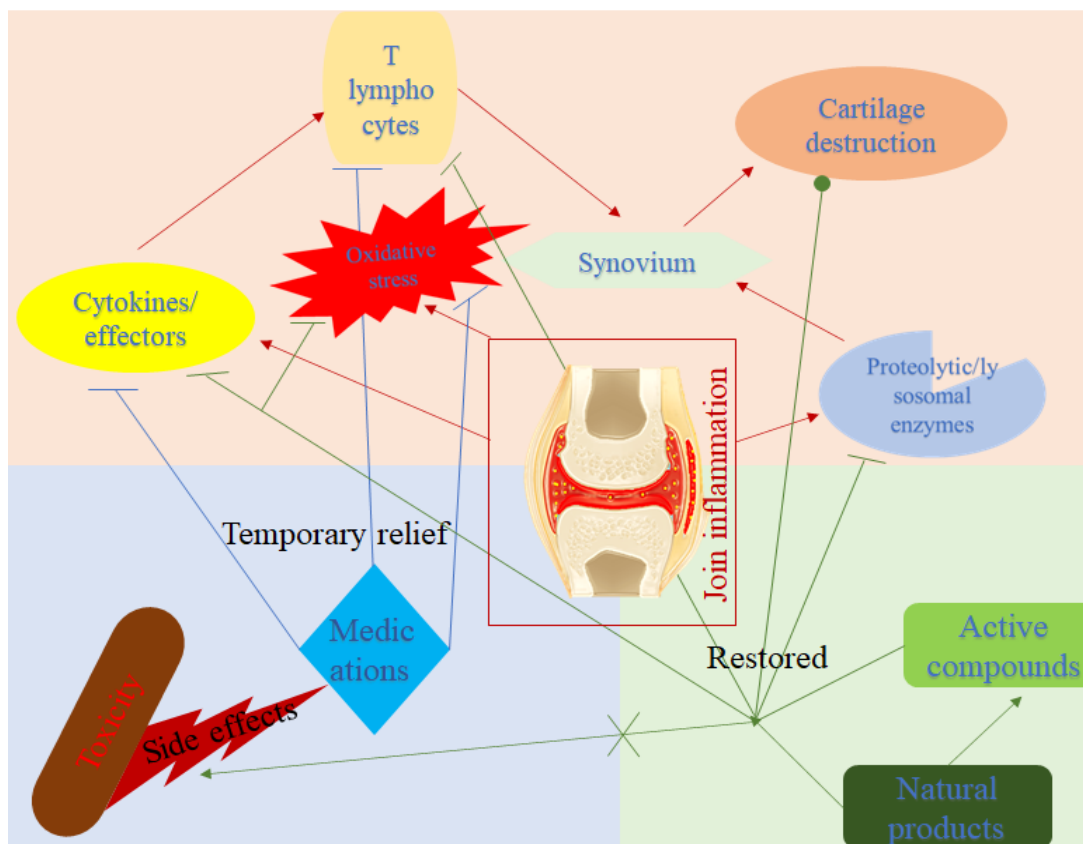 T
lympho
cytes
Cartilage
destruction
Oxidative
stress
Synovium
Cytokines/
effectors
Proteolytic/ly
sosomal
enzymes
Join inflammation
Temporary relief
Medic
ations
Restored
Active
compounds
Toxicity
Side effects
Natural
products